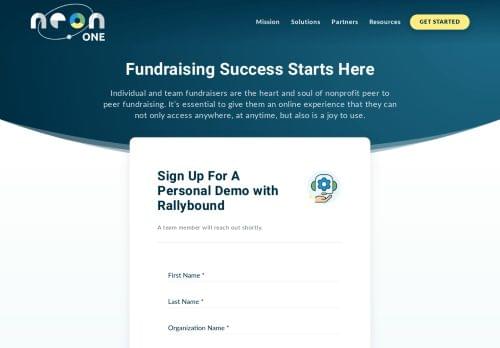 neon
ONE
Mission Solutions Partners Resources GET STARTED
Fundraising Success Starts Here
Individual and team fundraisers are the heart and soul of nonprofit peer to
peer fundraising. It's essential to give them an online experience that they can
not only access anywhere, at anytime, but also is a joy to use.
Sign Up For A
Personal Demo with
Rallybound
A team member will reach out shortly.
First Name *
Last Name *
Organization Name *